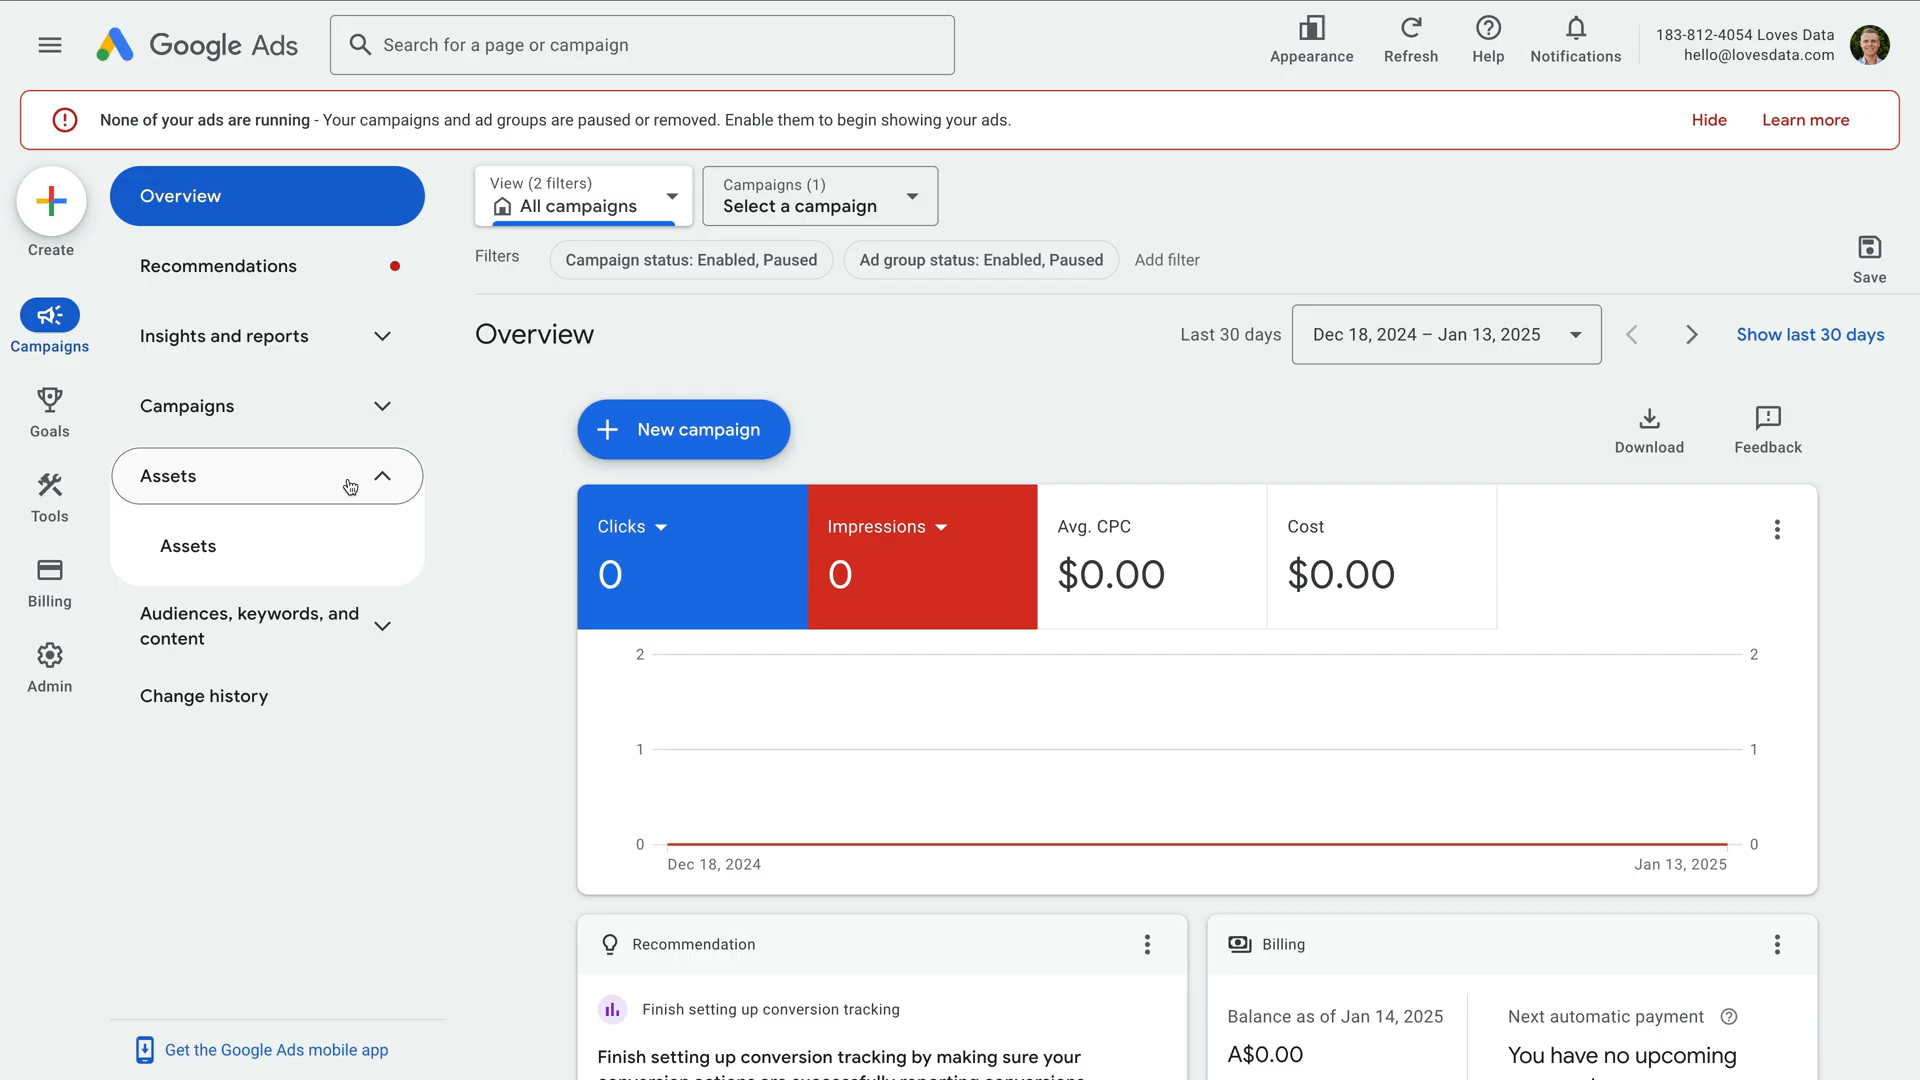 Google Ads
Search for a page or campaign
Appearance
Refresh
Help
Notifications
183-812-4054 Loves Data
hello@lovesdata.com
None of your ads are running - Your campaigns and ad groups are paused or removed. Enable them to begin showing your ads.
Hide
Learn more
Create
Campaigns
Goals
Tools
Billing
Admin
Overview
Recommendations
Insights and reports
Campaigns
Assets
Assets
Audiences, keywords, and
content
Change history
Get the Google Ads mobile app
View (2 filters)
All campaigns
Campaigns (1)
Select a campaign
Filters
Campaign status: Enabled, Paused
Ad group status: Enabled, Paused
Add filter
Save
Overview
Last 30 days
Dec 18, 2024 – Jan 13, 2025
Show last 30 days
New campaign
Download
Feedback
Clicks
0
Impressions
0
Avg. CPC
$0.00
Cost
$0.00
2
2
1
1
0
0
Dec 18, 2024
Jan 13, 2025
Recommendation
Finish setting up conversion tracking
Finish setting up conversion tracking by making sure your
conversion actions are successfully reporting conversions
Billing
Balance as of Jan 14, 2025
A$0.00
Next automatic payment
You have no upcoming